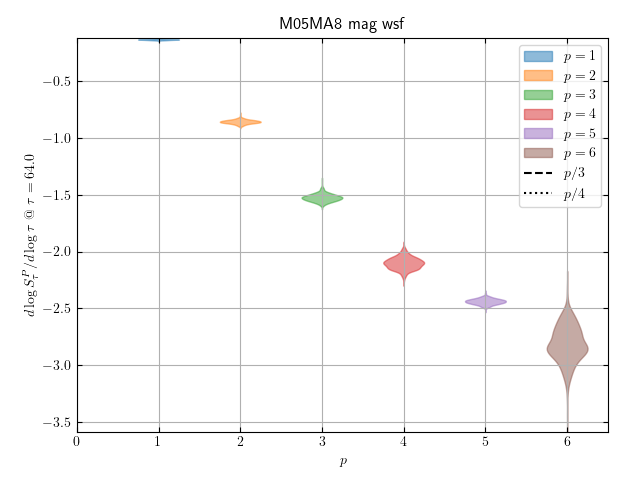 M05MA8 mag wsf
d log S_τ^P / d log τ @ τ = 64.0
−0.5
−1.0
−1.5
−2.0
−2.5
−3.0
−3.5
0 1 2 3 4 5 6
p
p = 1
p = 2
p = 3
p = 4
p = 5
p = 6
p/3
p/4